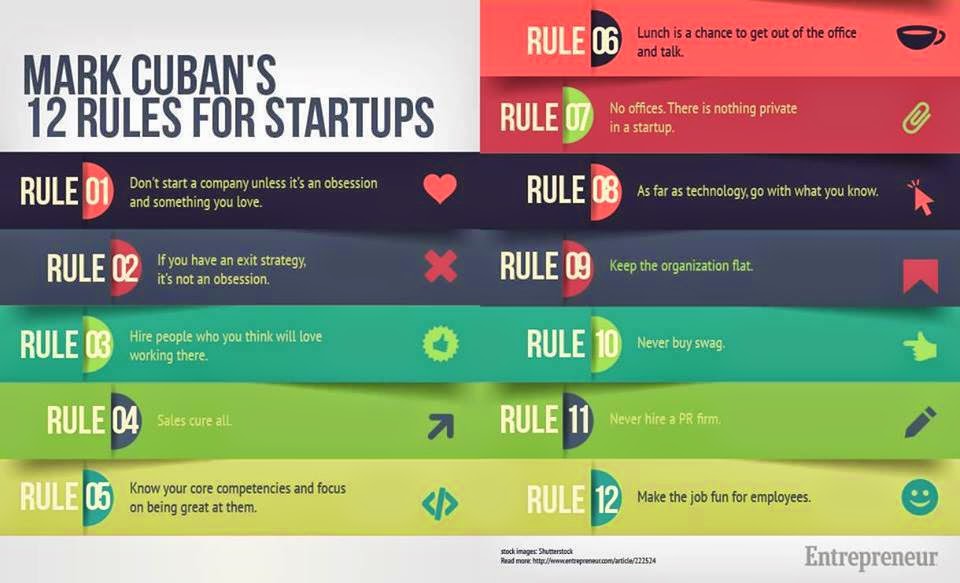 MARK CUBAN'S
12 RULES FOR STARTUPS
RULE 01
Don't start a company unless it's an obsession
and something you love.
RULE 02
If you have an exit strategy,
it's not an obsession.
RULE 03
Hire people who you think will love
working there.
RULE 04
Sales cure all.
RULE 05
Know your core competencies and focus
on being great at them.
RULE 06
Lunch is a chance to get out of the office
and talk.
RULE 07
No offices. There is nothing private
in a startup.
RULE 08
As far as technology, go with what you know.
RULE 09
Keep the organization flat.
RULE 10
Never buy swag.
RULE 11
Never hire a PR firm.
RULE 12
Make the job fun for employees.
stock images: Shutterstock
Read more: http://www.entrepreneur.com/article/222524
Entrepreneur